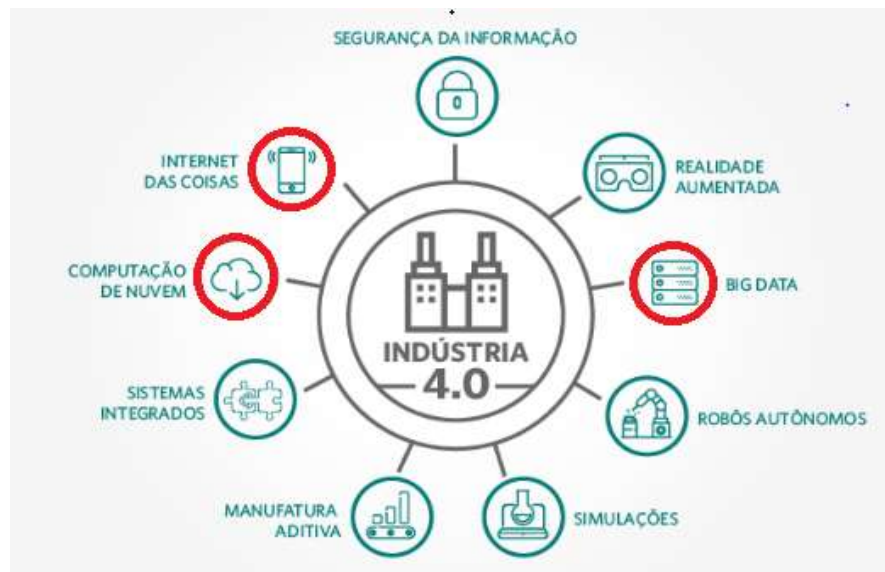 SEGURANÇA DA INFORMAÇÃO
INTERNET
DAS COISAS
REALIDADE
AUMENTADA
COMPUTAÇÃO
DE NUVEM
BIG DATA
INDÚSTRIA
4.0
SISTEMAS
INTEGRADOS
ROBÔS AUTÔNOMOS
MANUFATURA
ADITIVA
SIMULAÇÕES